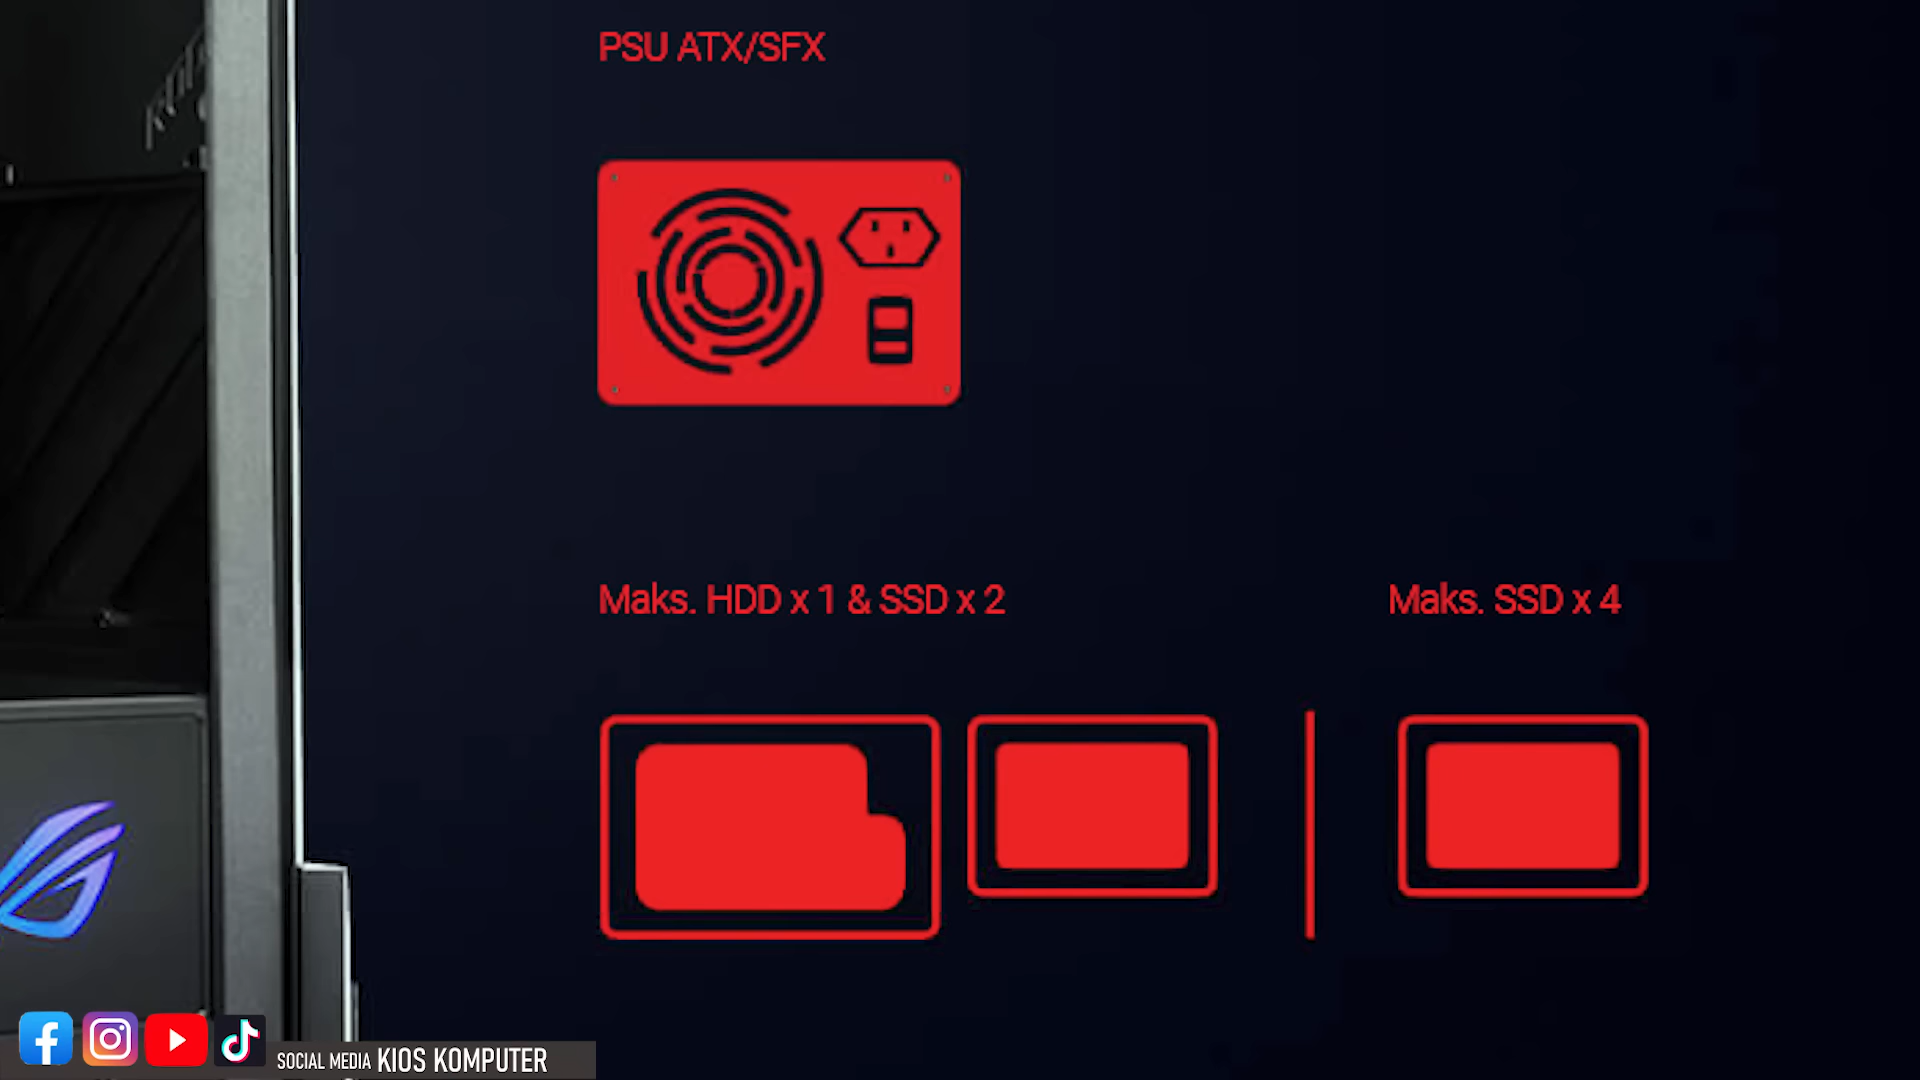 PSU ATX/SFX
Maks. HDD x 1 & SSD x 2
Maks. SSD x 4
SOCIAL MEDIA KIOS KOMPUTER